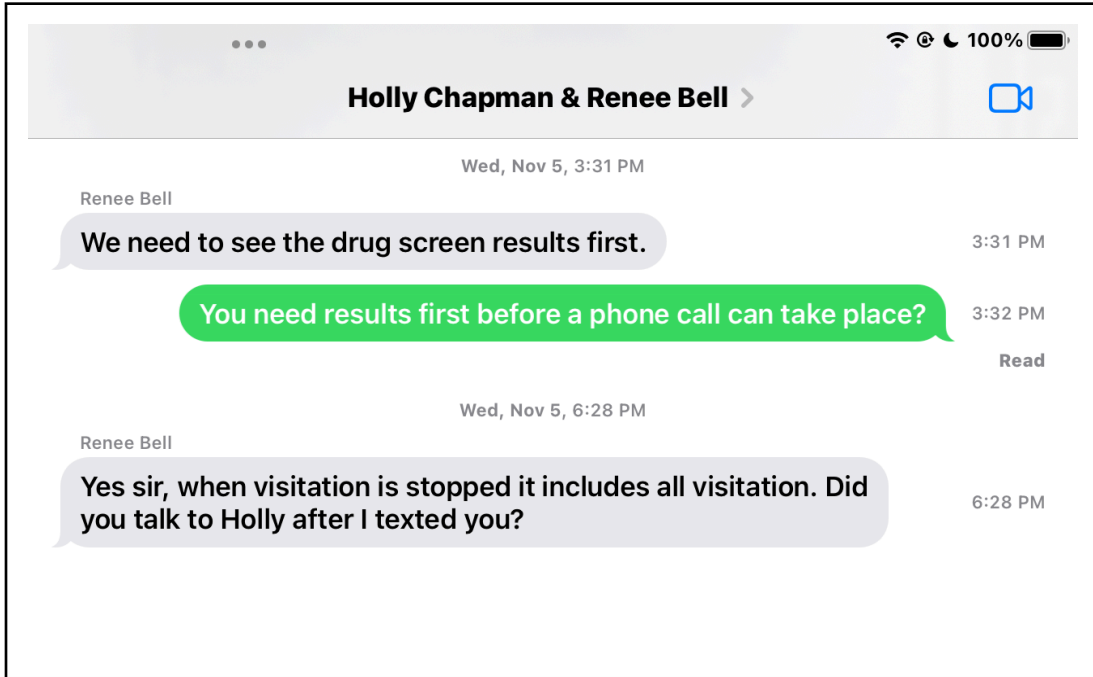 100%
Holly Chapman & Renee Bell
Wed, Nov 5, 3:31 PM
Renee Bell
We need to see the drug screen results first.
3:31 PM
You need results first before a phone call can take place?
3:32 PM
Read
Wed, Nov 5, 6:28 PM
Renee Bell
Yes sir, when visitation is stopped it includes all visitation. Did
you talk to Holly after I texted you?
6:28 PM